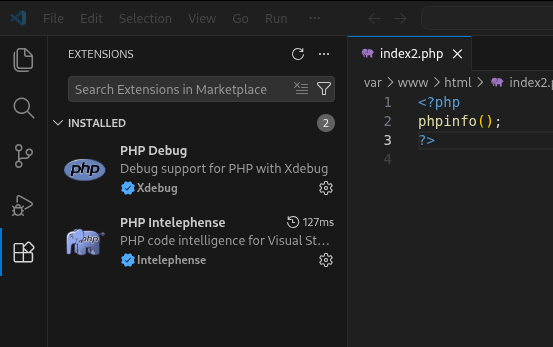 File Edit Selection View Go Run ···
EXTENSIONS
Search Extensions in Marketplace
INSTALLED 2
PHP Debug
Debug support for PHP with Xdebug
Xdebug
PHP Intelephense 127ms
PHP code intelligence for Visual St...
Intelephense
index2.php
var > www > html > index2.p
1 <?php
2 phpinfo();
3 ?>
4
php
php